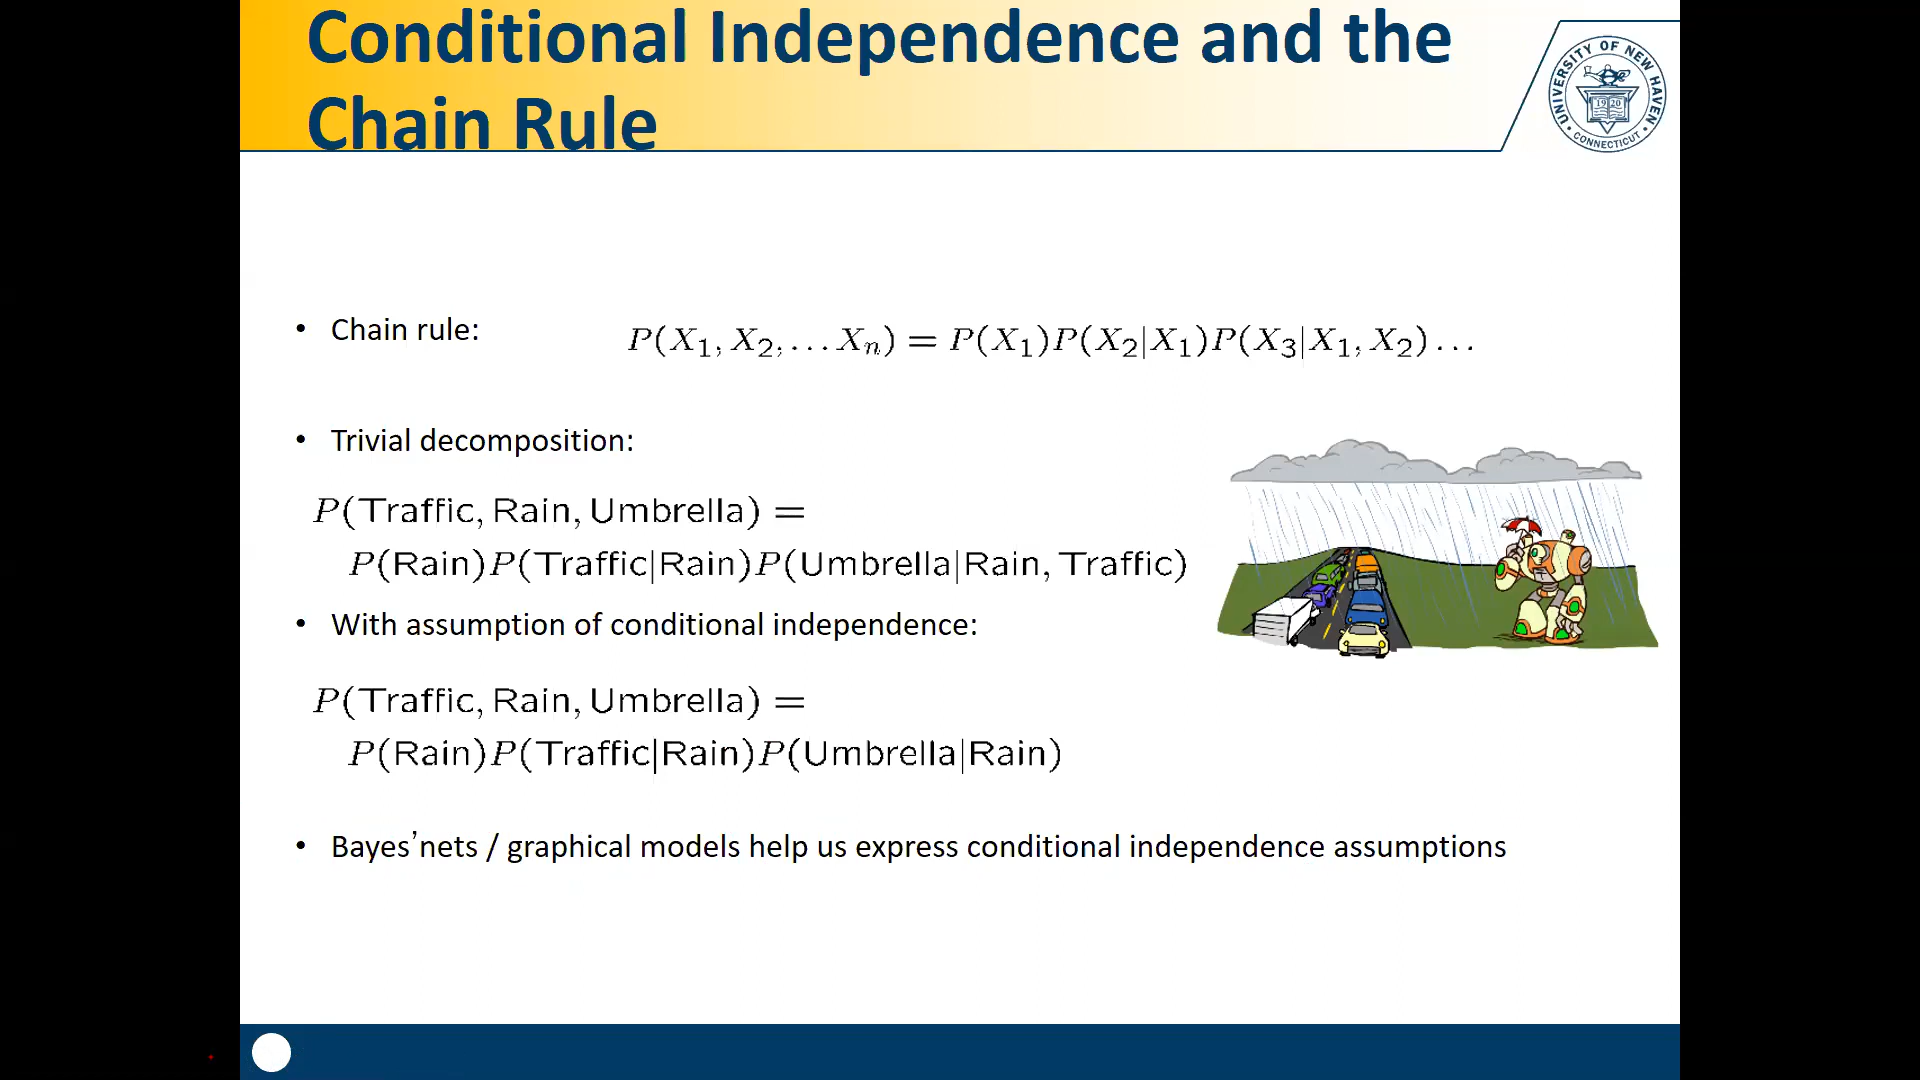 Conditional Independence and the
Chain Rule
UNIVERSITY OF NEW HAVEN
1920
CONNECTICUT
• Chain rule: P(X₁, X₂, . . . Xₙ) = P(X₁)P(X₂|X₁)P(X₃|X₁, X₂) . . .
• Trivial decomposition:
P(Traffic, Rain, Umbrella) =
P(Rain)P(Traffic|Rain)P(Umbrella|Rain, Traffic)
• With assumption of conditional independence:
P(Traffic, Rain, Umbrella) =
P(Rain)P(Traffic|Rain)P(Umbrella|Rain)
• Bayes’nets / graphical models help us express conditional independence assumptions